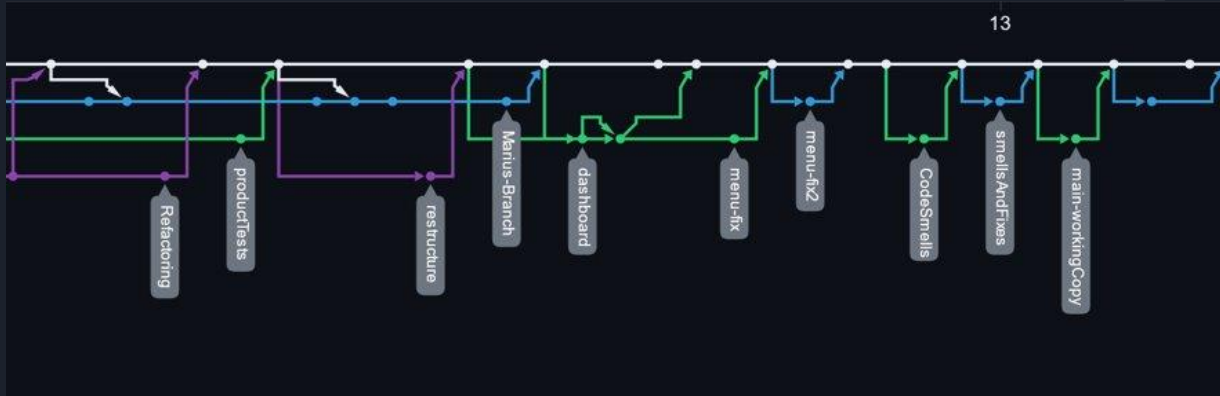 13
Refactoring
productTests
restructure
Marius-Branch
dashboard
menu-fix
menu-fix2
CodeSmells
smellsAndFixes
main-workingCopy